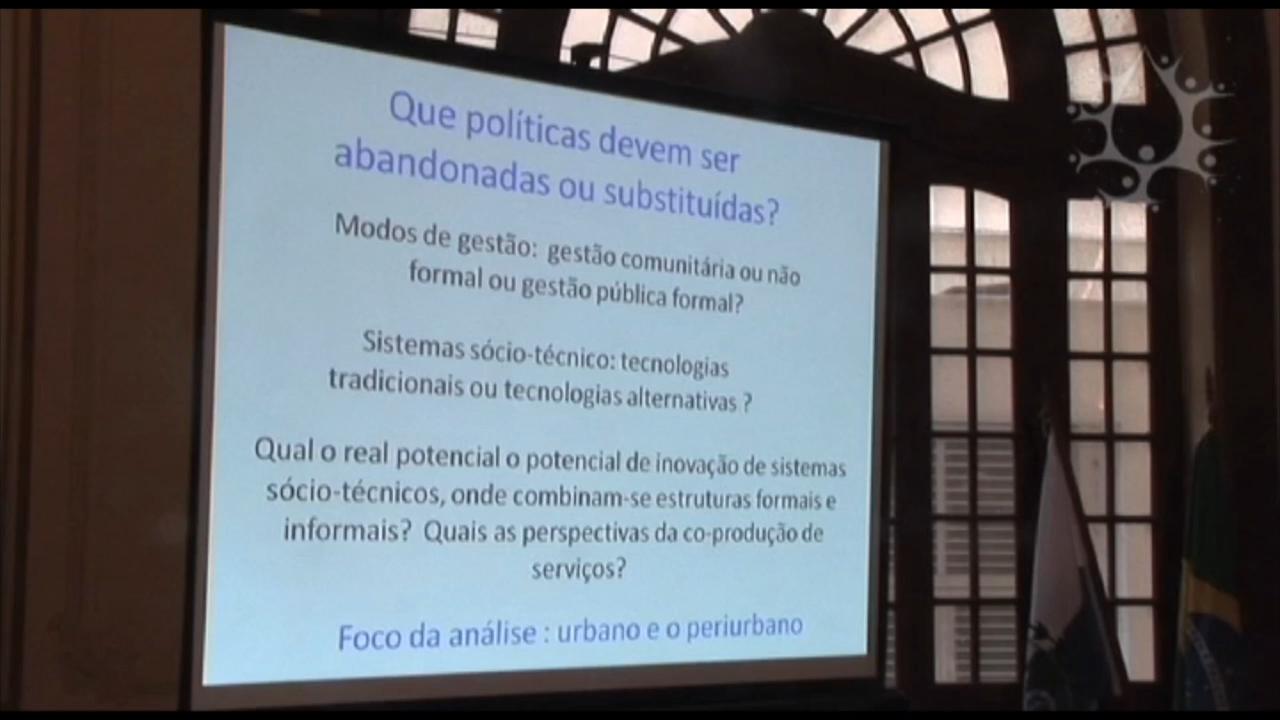 Que políticas devem ser
abandonadas ou substituídas?
Modos de gestão: gestão comunitária ou não
formal ou gestão pública formal?
Sistemas sócio-técnico: tecnologias
tradicionais ou tecnologias alternativas ?
Qual o real potencial o potencial de inovação de sistemas
sócio-técnicos, onde combinam-se estruturas formais e
informais? Quais as perspectivas da co-produção de
serviços?
Foco da análise : urbano e o periurbano